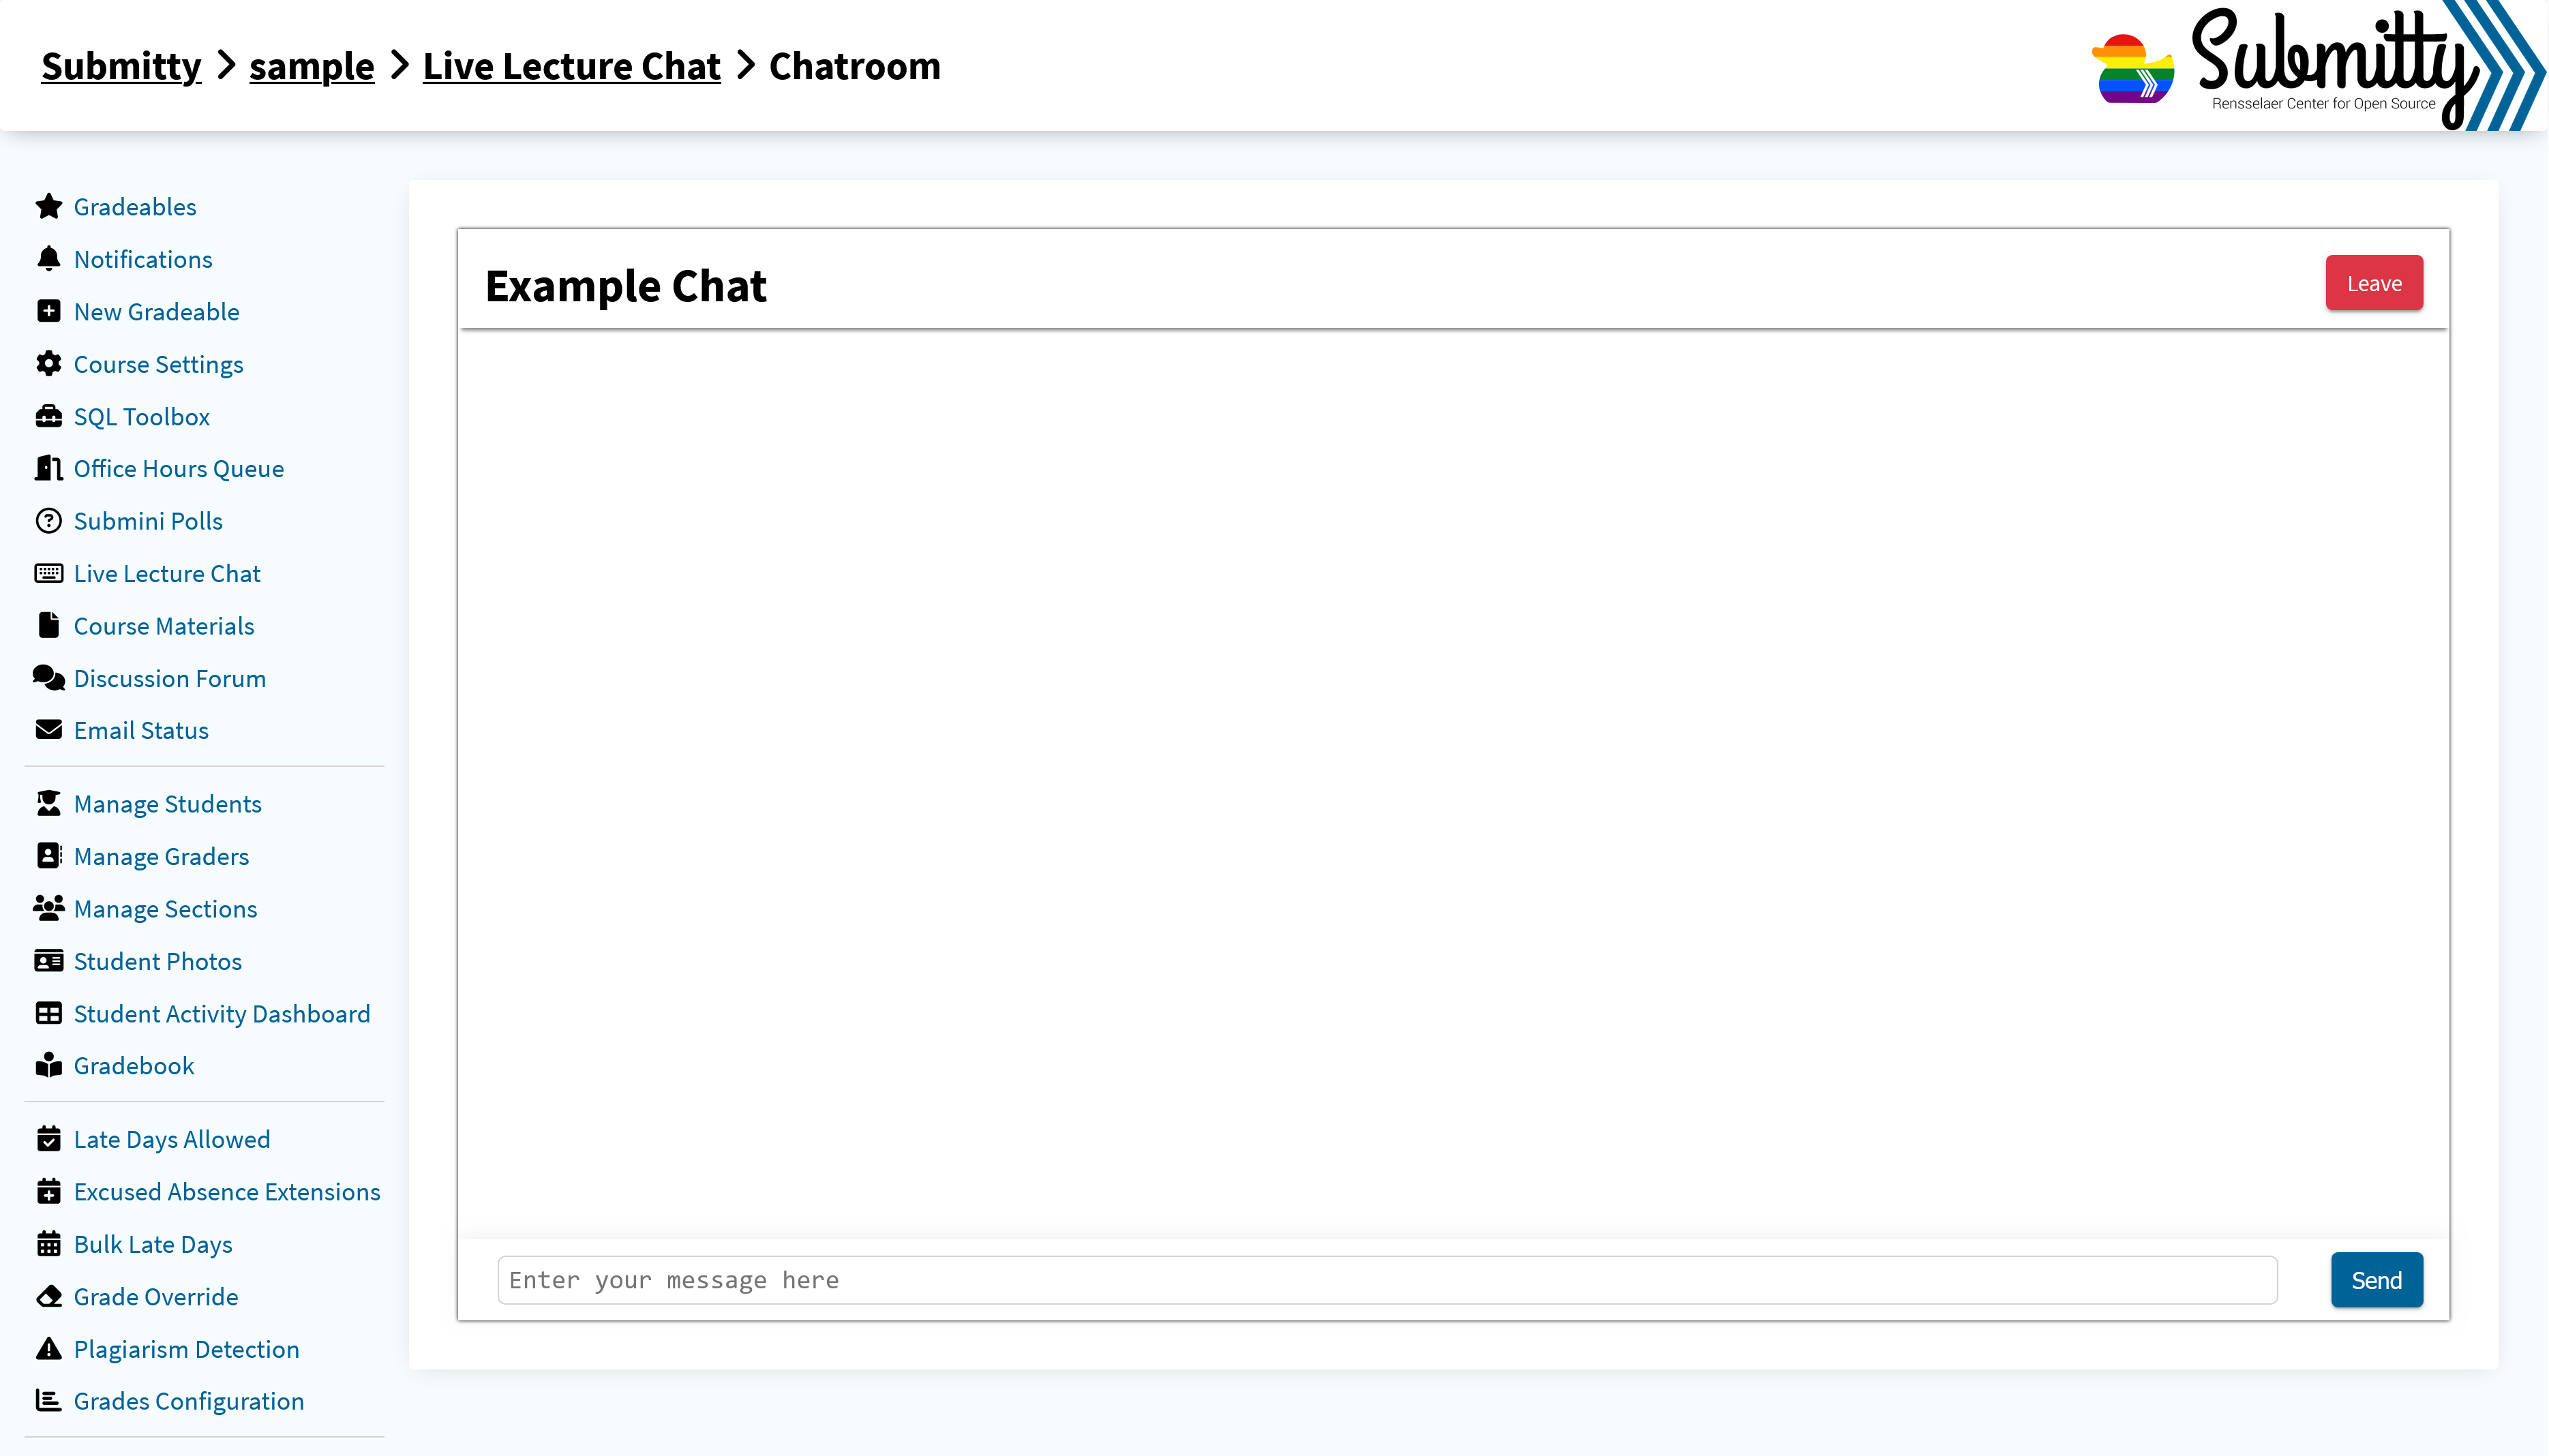 Submitty > sample > Live Lecture Chat > Chatroom
Submitty
Rensselaer Center for Open Source
Gradeables
Notifications
New Gradeable
Course Settings
SQL Toolbox
Office Hours Queue
Submini Polls
Live Lecture Chat
Course Materials
Discussion Forum
Email Status
Manage Students
Manage Graders
Manage Sections
Student Photos
Student Activity Dashboard
Gradebook
Late Days Allowed
Excused Absence Extensions
Bulk Late Days
Grade Override
Plagiarism Detection
Grades Configuration
Example Chat
Leave
Enter your message here
Send